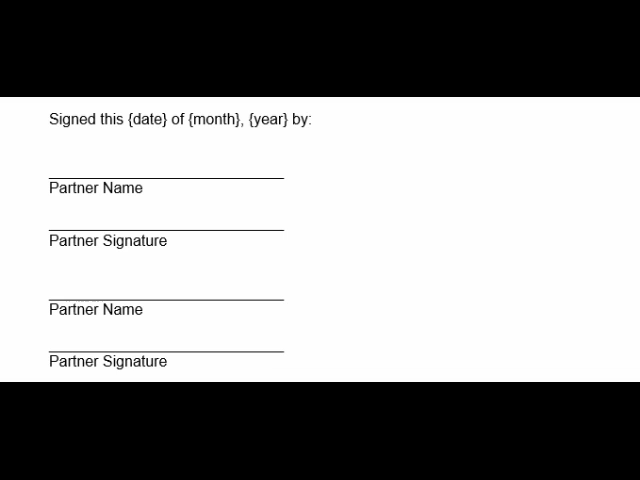 Signed this {date} of {month}, {year} by:
Partner Name
Partner Signature
Partner Name
Partner Signature